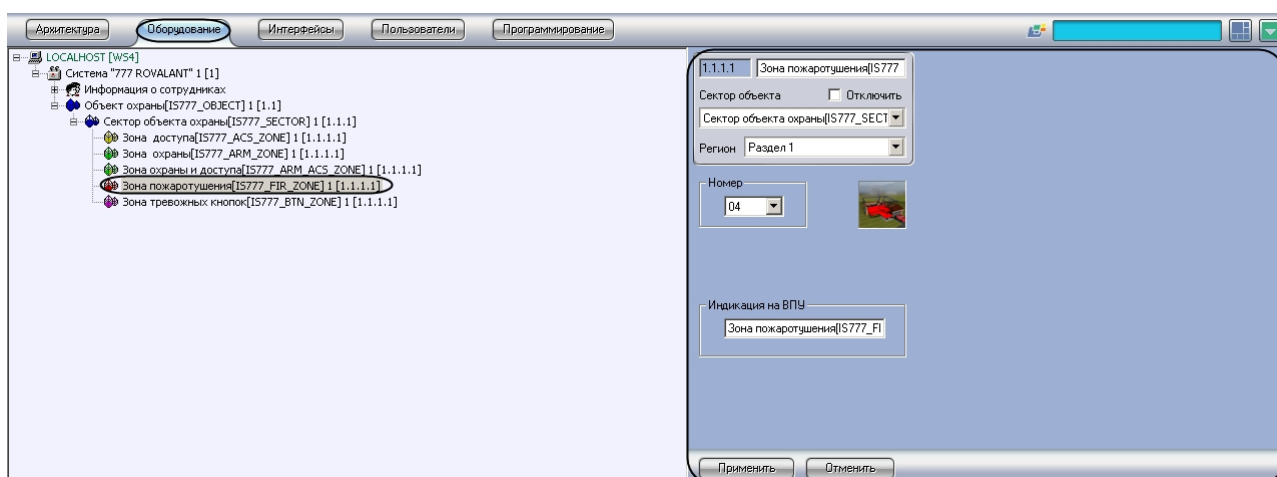 Архитектура Оборудование Интерфейсы Пользователи Программирование
LOCALHOST [WS4]
Система "777 ROVALANT" 1 [1]
Информация о сотрудниках
Объект охраны[IS777_OBJECT] 1 [1.1]
Сектор объекта охраны[IS777_SECTOR] 1 [1.1.1]
Зона доступа[IS777_ACS_ZONE] 1 [1.1.1.1]
Зона охраны[IS777_ARM_ZONE] 1 [1.1.1.1]
Зона охраны и доступа[IS777_ARM_ACS_ZONE] 1 [1.1.1.1]
Зона пожаротушения[IS777_FIR_ZONE] 1 [1.1.1.1]
Зона тревожных кнопок[IS777_BTN_ZONE] 1 [1.1.1.1]
1.1.1.1 Зона пожаротушения[IS777
Сектор объекта Отключить
Сектор объекта охраны[IS777_SECT
Регион Раздел 1
Номер
04
Индикация на ВПУ
Зона пожаротушения[IS777_FI
Применить Отменить